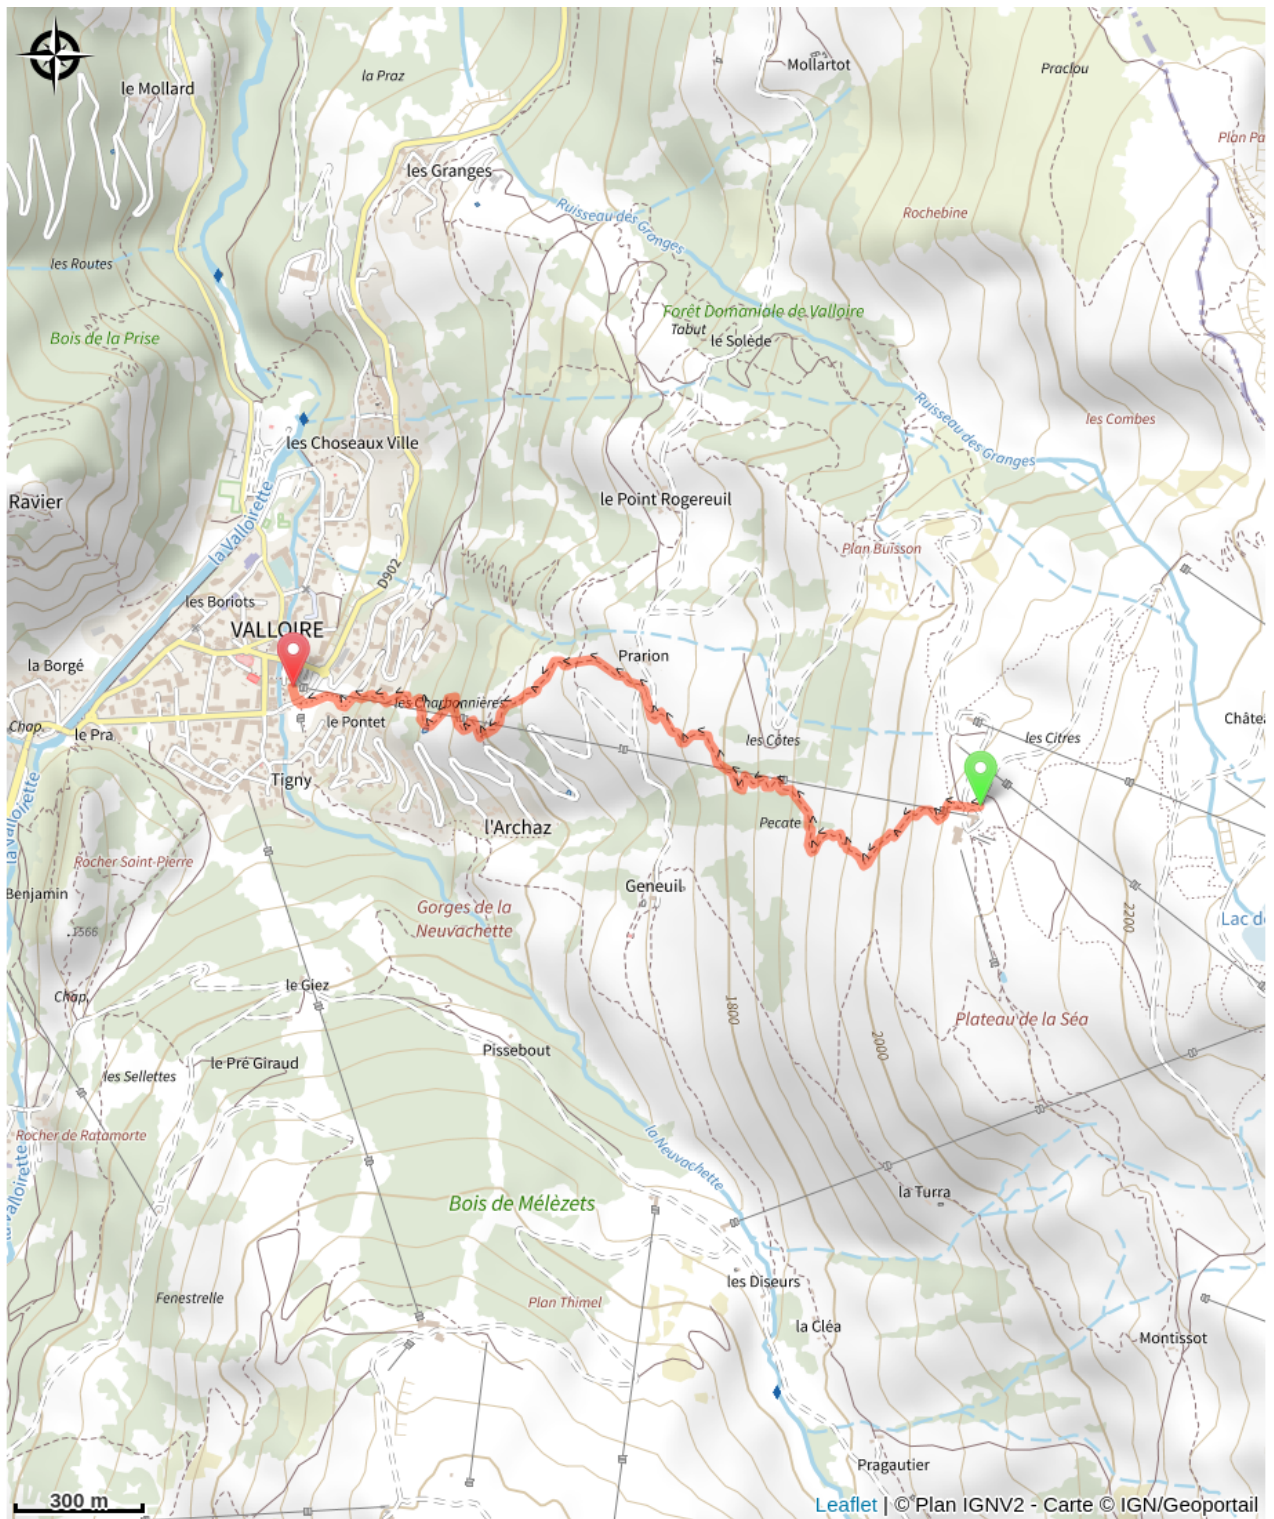 Mollartot
Praclou
la Praz
le Mollard
Plan Pa
les Granges
Ruisseau des Granges
Rochebine
les Routes
Forêt Domaniale de Valloire
Tabut
le Solède
Bois de la Prise
Ruisseau des Granges
les Combes
les Choseaux Ville
Ravier
le Point Rogereuil
la Valloirette
Plan Buisson
D902
les Boriots
VALLOIRE
la Borgé
Prarion
les Charbonnières
Chap.
le Pra
le Pontet
les Côtes
les Citres
Châte
Tigny
la Valloirette
l'Archaz
Pecate
Rocher Saint-Pierre
Benjamin
Geneuil
Gorges de la
Neuvachette
2200
Lac d
1566
Chap.
le Giez
1800
Plateau de la Séa
2000
Pissebout
le Pré Giraud
les Sellettes
Rocher de Ratamorte
la Neuvachette
la Valloirette
Bois de Mélèzets
la Turra
les Diseurs
Fenestrelle
Plan Thimel
la Cléa
Montissot
Pragautier
300 m
Leaflet | © Plan IGNV2 - Carte © IGN/Geoportail